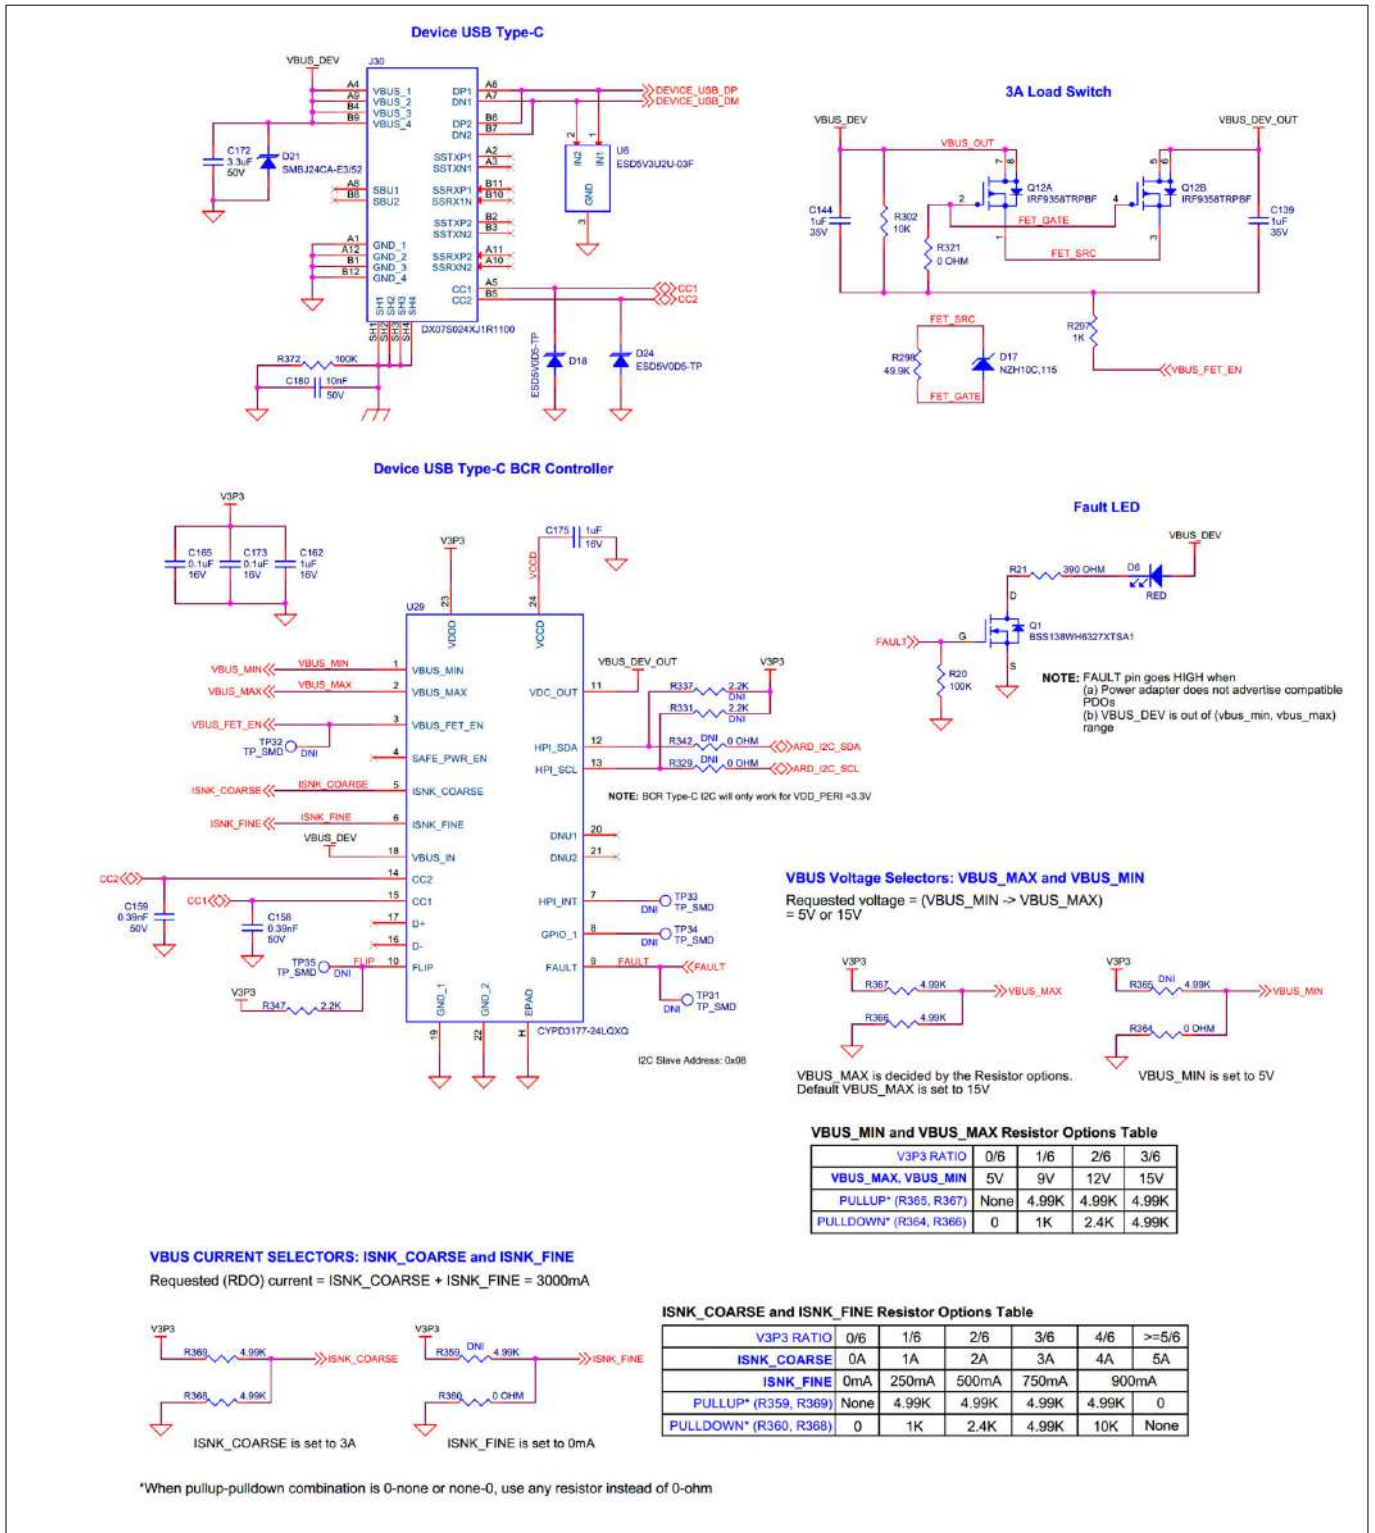 Device USB Type-C
VBUS_DEV
J30
A4 VBUS_1
A9 VBUS_2
B4 VBUS_3
B9 VBUS_4
DP1 A6
DN1 A7
DP2 B6
DN2 B7
DEVICE_USB_DP
DEVICE_USB_DM
C172
3.3uF
50V
D21
SMBJ24CA-E3/52
SSTXP1 A2
SSTXN1 A3
A8 SBU1
B8 SBU2
SSRXP1 B11
SSRX1N B10
SSTXP2 B2
SSTXN2 B3
A1 GND_1
A12 GND_2
B1 GND_3
B12 GND_4
SSRXP2 A11
SSRXN2 A10
CC1 A5
CC2 B5
CC1
CC2
SH1
SH2
SH3
SH4
SH1
SH2
SH3
SH4
DX07S024XJ1R1100
2
1
IN2
IN1
GND
3
U6
ESD5V3U2U-03F
R372 100K
C180 10nF
50V
ESD5V0D5-TP
D18
D24
ESD5V0D5-TP
3A Load Switch
VBUS_DEV
VBUS_DEV_OUT
VBUS_OUT
7
8
5
6
Q12A
IRF9358TRPBF
Q12B
IRF9358TRPBF
2
4
C144
1uF
35V
R302
10K
R321
0 OHM
FET_GATE
1
3
FET_SRC
C139
1uF
35V
FET_SRC
R298
49.9K
D17
NZH10C,115
FET_GATE
R297
1K
VBUS_FET_EN
Device USB Type-C BCR Controller
V3P3
C165
0.1uF
16V
C173
0.1uF
16V
C162
1uF
16V
V3P3
C175 1uF
16V
VCCD
U29
23
24
VDDD
VCCD
VBUS_MIN VBUS_MIN 1 VBUS_MIN
VBUS_MAX VBUS_MAX 2 VBUS_MAX
VBUS_FET_EN 3 VBUS_FET_EN
TP32
TP_SMD DNI
4 SAFE_PWR_EN
ISNK_COARSE ISNK_COARSE 5 ISNK_COARSE
ISNK_FINE ISNK_FINE 6 ISNK_FINE
VBUS_DEV
18 VBUS_IN
CC2 14 CC2
CC1 15 CC1
C159
0.39nF
50V
C158
0.39nF
50V
17 D+
16 D-
TP35
TP_SMD DNI
FLIP 10 FLIP
V3P3
R347 2.2K
VBUS_DEV_OUT
VDC_OUT 11
V3P3
R337 2.2K
DNI
R331 2.2K
DNI
HPI_SDA 12 R342 DNI 0 OHM ARD_I2C_SDA
HPI_SCL 13 R329 DNI 0 OHM ARD_I2C_SCL
NOTE: BCR Type-C I2C will only work for VDD_PERI =3.3V
DNU1 20
DNU2 21
HPI_INT 7 DNI TP33
TP_SMD
GPIO_1 8 DNI TP34
TP_SMD
FAULT 9 FAULT FAULT
DNI TP31
TP_SMD
GND_1
GND_2
EPAD
19
22
H
CYPD3177-24LQXQ
I2C Slave Address: 0x08
Fault LED
VBUS_DEV
R21 390 OHM D6
RED
D
Q1
BSS138WH6327XTSA1
FAULT
G
S
R20
100K
NOTE: FAULT pin goes HIGH when
(a) Power adapter does not advertise compatible
PDOs
(b) VBUS_DEV is out of (vbus_min, vbus_max)
range
VBUS Voltage Selectors: VBUS_MAX and VBUS_MIN
Requested voltage = (VBUS_MIN -> VBUS_MAX)
= 5V or 15V
V3P3
R367 4.99K VBUS_MAX
R366 4.99K
V3P3
R365 DNI 4.99K VBUS_MIN
R364 0 OHM
VBUS_MAX is decided by the Resistor options.
Default VBUS_MAX is set to 15V
VBUS_MIN is set to 5V
VBUS_MIN and VBUS_MAX Resistor Options Table
V3P3 RATIO 0/6 1/6 2/6 3/6
VBUS_MAX, VBUS_MIN 5V 9V 12V 15V
PULLUP* (R365, R367) None 4.99K 4.99K 4.99K
PULLDOWN* (R364, R366) 0 1K 2.4K 4.99K
VBUS CURRENT SELECTORS: ISNK_COARSE and ISNK_FINE
Requested (RDO) current = ISNK_COARSE + ISNK_FINE = 3000mA
V3P3
R369 4.99K ISNK_COARSE
R368 4.99K
V3P3
R359 DNI 4.99K ISNK_FINE
R360 0 OHM
ISNK_COARSE is set to 3A
ISNK_FINE is set to 0mA
ISNK_COARSE and ISNK_FINE Resistor Options Table
V3P3 RATIO 0/6 1/6 2/6 3/6 4/6 >=5/6
ISNK_COARSE 0A 1A 2A 3A 4A 5A
ISNK_FINE 0mA 250mA 500mA 750mA 900mA
PULLUP* (R359, R369) None 4.99K 4.99K 4.99K 4.99K 0
PULLDOWN* (R360, R368) 0 1K 2.4K 4.99K 10K None
*When pullup-pulldown combination is 0-none or none-0, use any resistor instead of 0-ohm